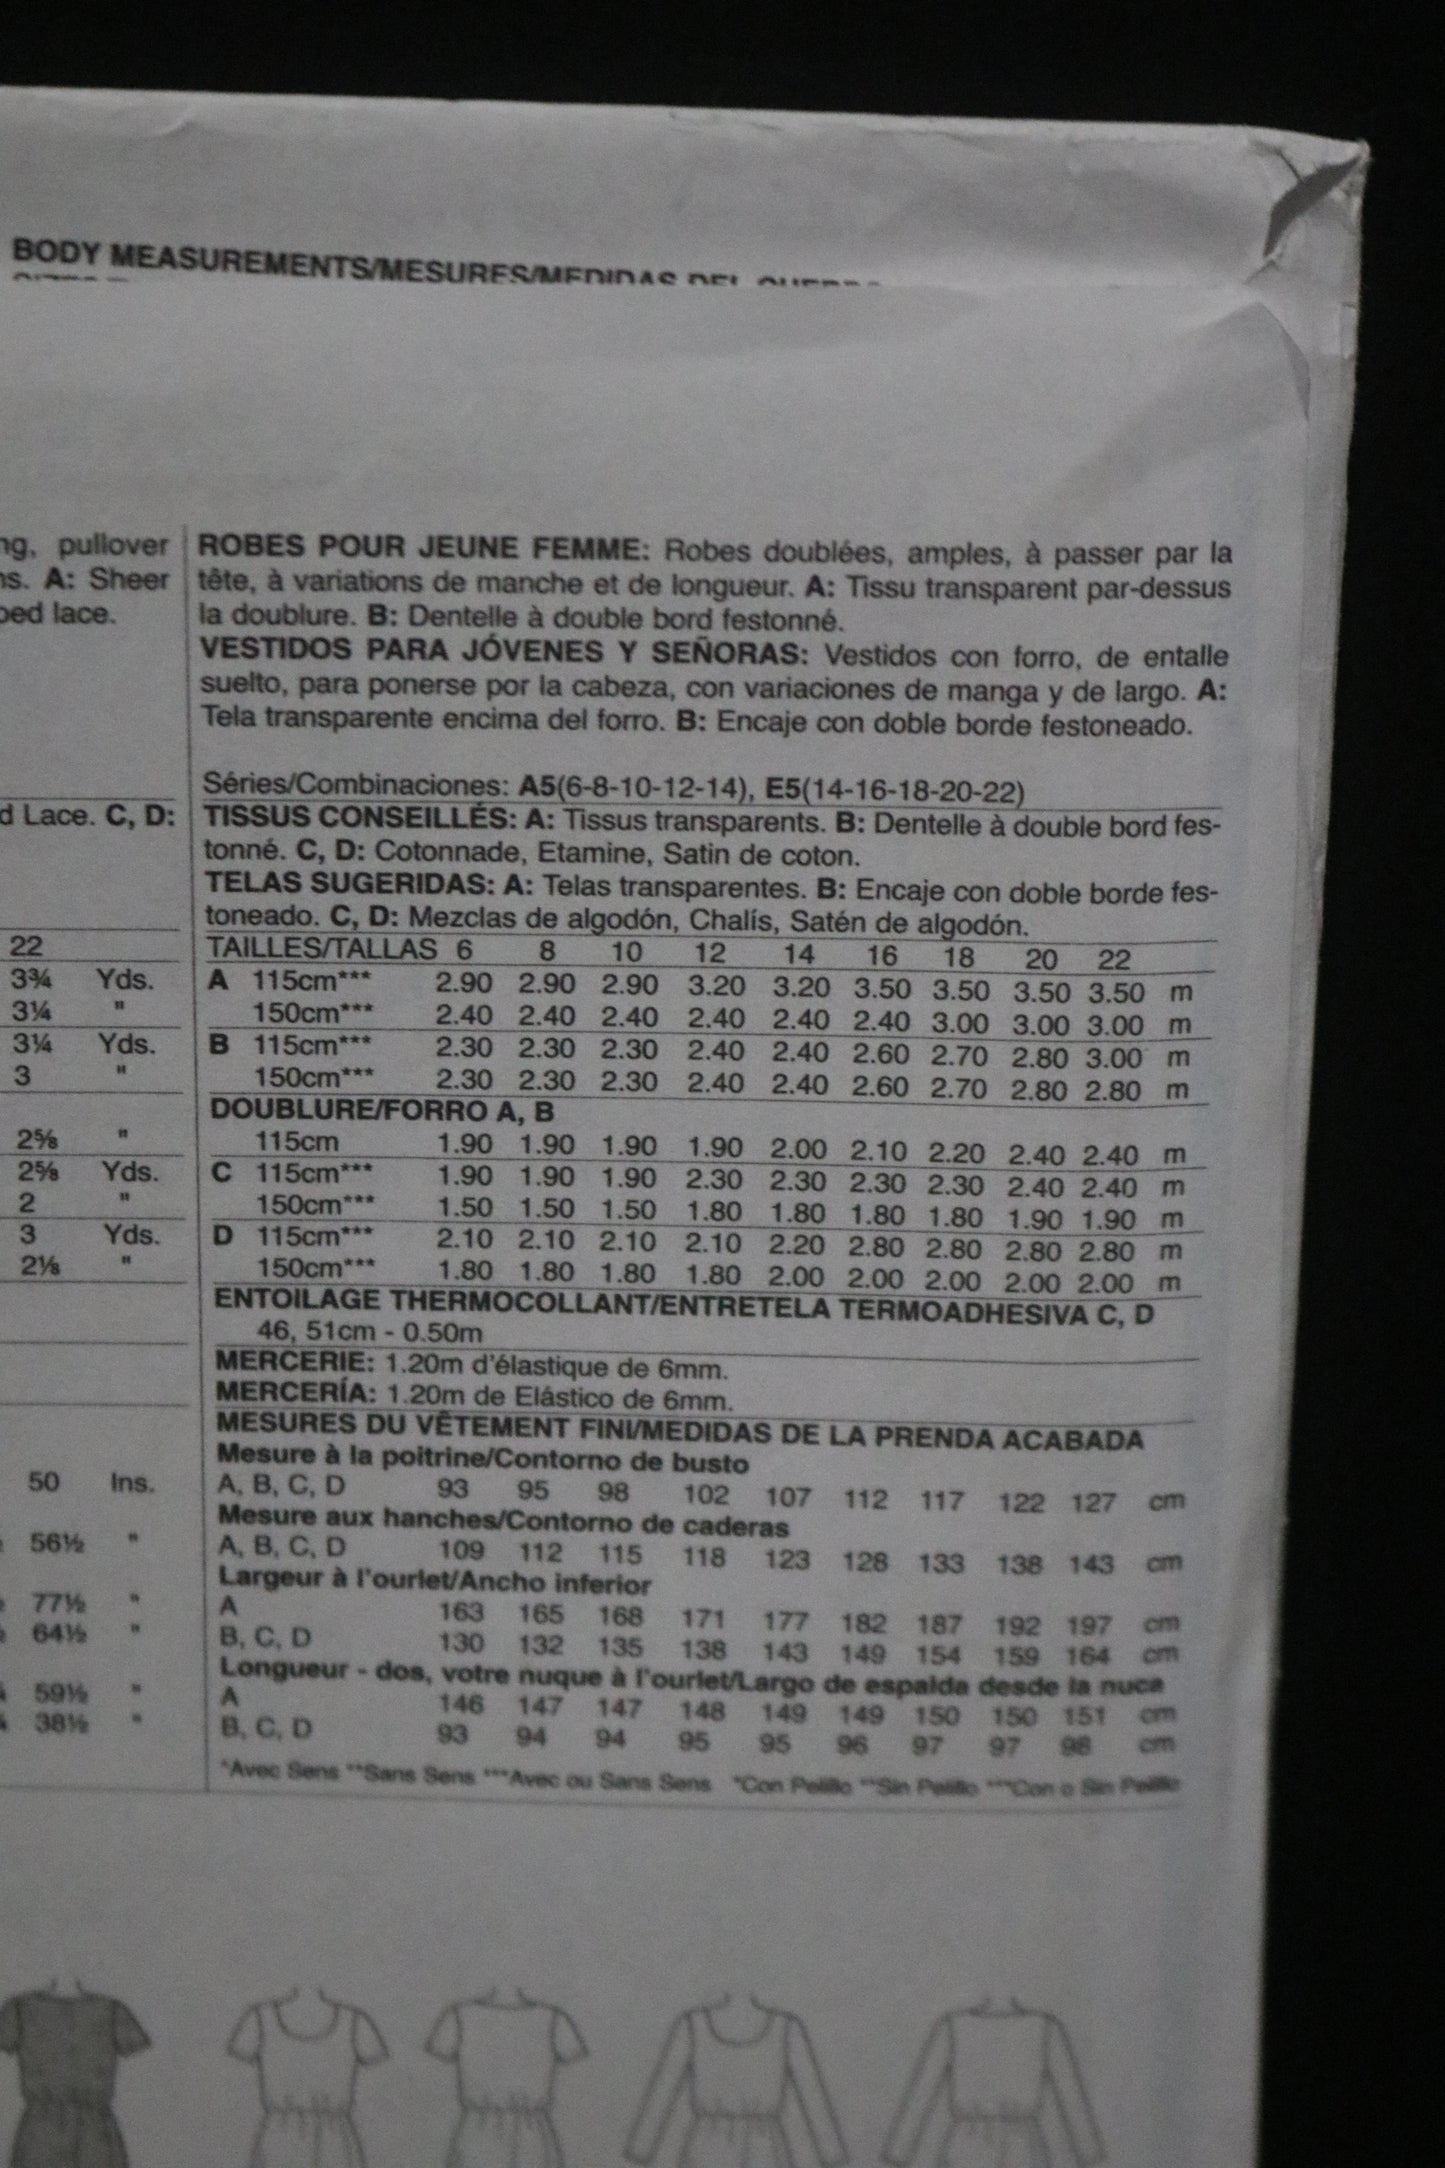 BODY MEASUREMENTS/MESURES/MEDIDAS DEL
ng, pullover
ns. A: Sheer
ped lace.
d Lace. C, D:
22
3¾ Yds.
3¼ "
3¼ Yds.
3 "
2⅝ "
2⅝ Yds.
2 "
3 Yds.
2⅛ "
50 Ins.
56½ "
77½ "
64½ "
59½ "
38½ "
ROBES POUR JEUNE FEMME: Robes doublées, amples, à passer par la
tête, à variations de manche et de longueur. A: Tissu transparent par-dessus
la doublure. B: Dentelle à double bord festonné.
VESTIDOS PARA JÓVENES Y SEÑORAS: Vestidos con forro, de entalle
suelto, para ponerse por la cabeza, con variaciones de manga y de largo. A:
Tela transparente encima del forro. B: Encaje con doble borde festoneado.
Séries/Combinaciones: A5(6-8-10-12-14), E5(14-16-18-20-22)
TISSUS CONSEILLÉS: A: Tissus transparents. B: Dentelle à double bord fes-
tonné. C, D: Cotonnade, Etamine, Satin de coton.
TELAS SUGERIDAS: A: Telas transparentes. B: Encaje con doble borde fes-
toneado. C, D: Mezclas de algodón, Chalís, Satén de algodón.
TAILLES/TALLAS 6 8 10 12 14 16 18 20 22
A 115cm*** 2.90 2.90 2.90 3.20 3.20 3.50 3.50 3.50 3.50 m
150cm*** 2.40 2.40 2.40 2.40 2.40 2.40 3.00 3.00 3.00 m
B 115cm*** 2.30 2.30 2.30 2.40 2.40 2.60 2.70 2.80 3.00 m
150cm*** 2.30 2.30 2.30 2.40 2.40 2.60 2.70 2.80 2.80 m
DOUBLURE/FORRO A, B
115cm 1.90 1.90 1.90 1.90 2.00 2.10 2.20 2.40 2.40 m
C 115cm*** 1.90 1.90 1.90 2.30 2.30 2.30 2.30 2.40 2.40 m
150cm*** 1.50 1.50 1.50 1.80 1.80 1.80 1.80 1.90 1.90 m
D 115cm*** 2.10 2.10 2.10 2.10 2.20 2.80 2.80 2.80 2.80 m
150cm*** 1.80 1.80 1.80 1.80 2.00 2.00 2.00 2.00 2.00 m
ENTOILAGE THERMOCOLLANT/ENTRETELA TERMOADHESIVA C, D
46, 51cm - 0.50m
MERCERIE: 1.20m d'élastique de 6mm.
MERCERÍA: 1.20m de Elástico de 6mm.
MESURES DU VÊTEMENT FINI/MEDIDAS DE LA PRENDA ACABADA
Mesure à la poitrine/Contorno de busto
A, B, C, D 93 95 98 102 107 112 117 122 127 cm
Mesure aux hanches/Contorno de caderas
A, B, C, D 109 112 115 118 123 128 133 138 143 cm
Largeur à l'ourlet/Ancho inferior
A 163 165 168 171 177 182 187 192 197 cm
B, C, D 130 132 135 138 143 149 154 159 164 cm
Longueur - dos, votre nuque à l'ourlet/Largo de espalda desde la nuca
A 146 147 147 148 149 149 150 150 151 cm
B, C, D 93 94 94 95 95 96 97 97 98 cm
*Avec Sens **Sans Sens ***Avec ou Sans Sens *Con Pelillo **Sin Pelillo ***Con o Sin Pelillo